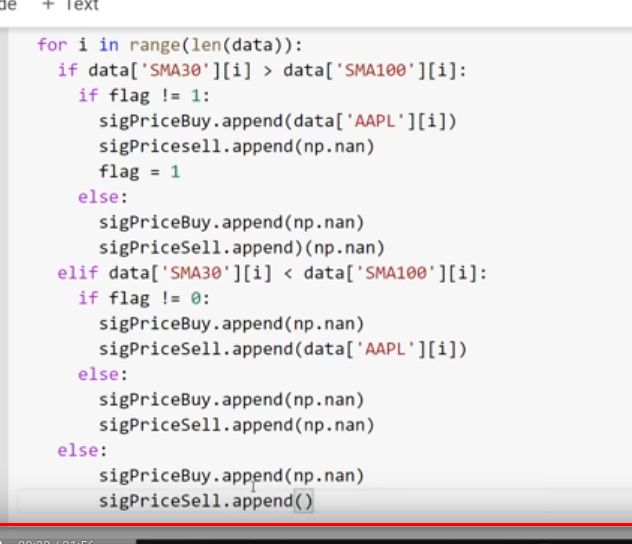 de + Text
for i in range(len(data)):
if data['SMA30'][i] > data['SMA100'][i]:
if flag != 1:
sigPriceBuy.append(data['AAPL'][i])
sigPricesell.append(np.nan)
flag = 1
else:
sigPriceBuy.append(np.nan)
sigPriceSell.append)(np.nan)
elif data['SMA30'][i] < data['SMA100'][i]:
if flag != 0:
sigPriceBuy.append(np.nan)
sigPriceSell.append(data['AAPL'][i])
else:
sigPriceBuy.append(np.nan)
sigPriceSell.append(np.nan)
else:
sigPriceBuy.append(np.nan)
sigPriceSell.append()